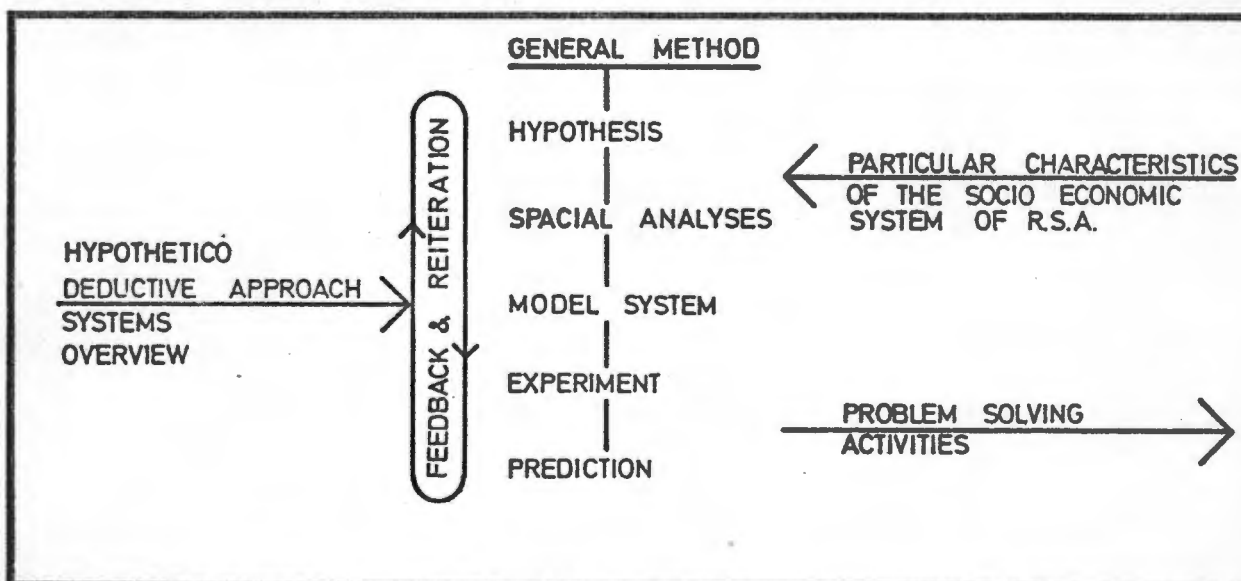 GENERAL METHOD
HYPOTHESIS
SPACIAL ANALYSES
MODEL SYSTEM
EXPERIMENT
PREDICTION
FEEDBACK & REITERATION
HYPOTHETICO
DEDUCTIVE APPROACH
SYSTEMS
OVERVIEW
PARTICULAR CHARACTERISTICS
OF THE SOCIO ECONOMIC
SYSTEM OF R.S.A.
PROBLEM SOLVING
ACTIVITIES